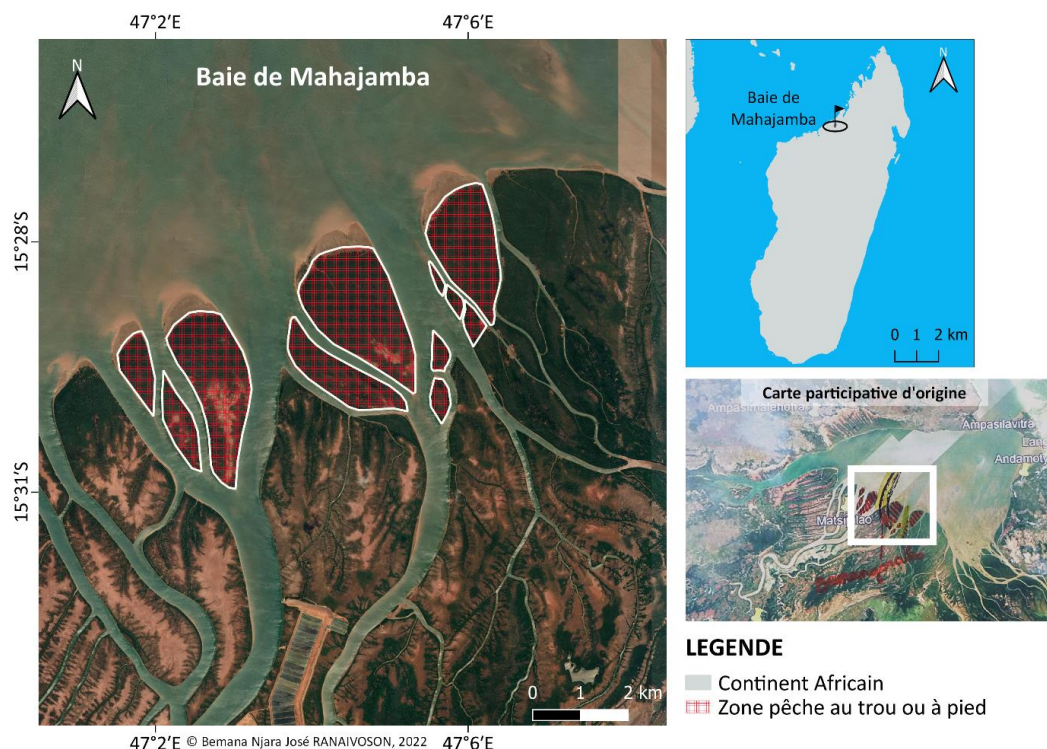 47°2'E
47°6'E
N
Baie de Mahajamba
15°28'S
15°31'S
0 1 2 km
47°2'E
© Bemana Njara José RANAIVOSON, 2022
47°6'E
N
Baie de
Mahajamba
0 1 2 km
Carte participative d'origine
Ampasilavitra
Andamoty
LEGENDE
Continent Africain
Zone pêche au trou ou à pied